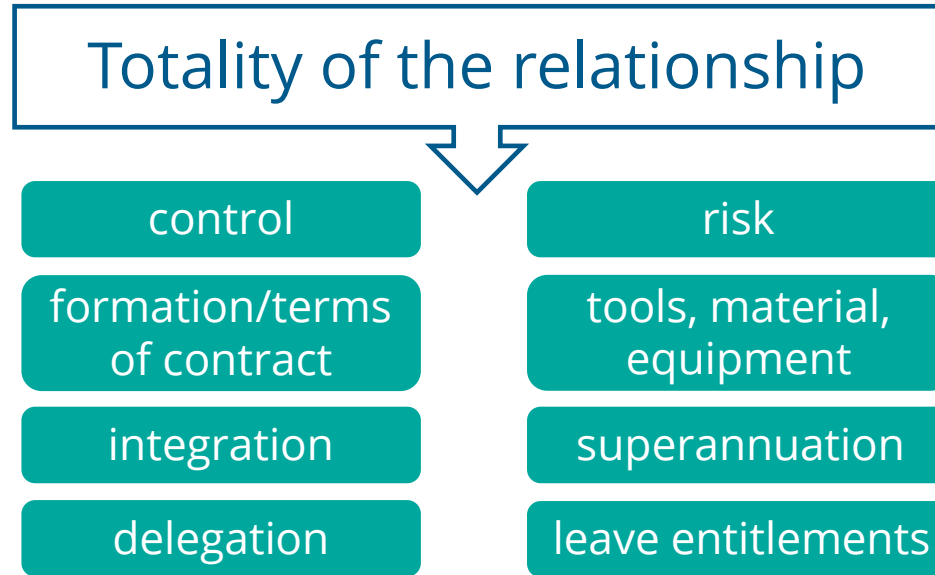 Totality of the relationship
control
risk
formation/terms
of contract
tools, material,
equipment
integration
superannuation
delegation
leave entitlements